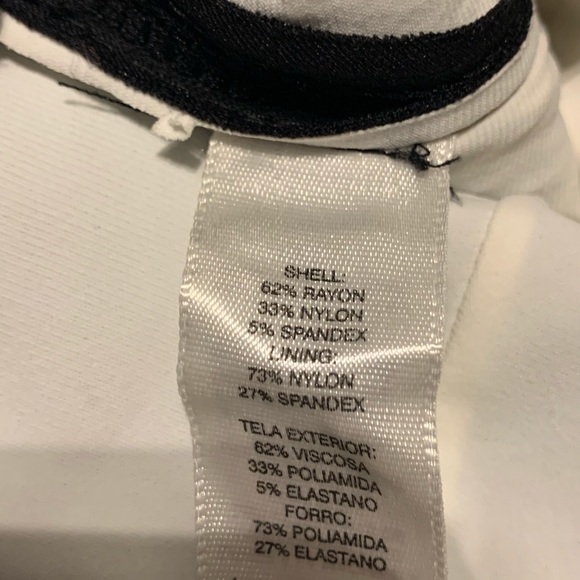 SHELL:
62% RAYON
33% NYLON
5% SPANDEX
LINING:
73% NYLON
27% SPANDEX
TELA EXTERIOR:
62% VISCOSA
33% POLIAMIDA
5% ELASTANO
FORRO:
73% POLIAMIDA
27% ELASTANO